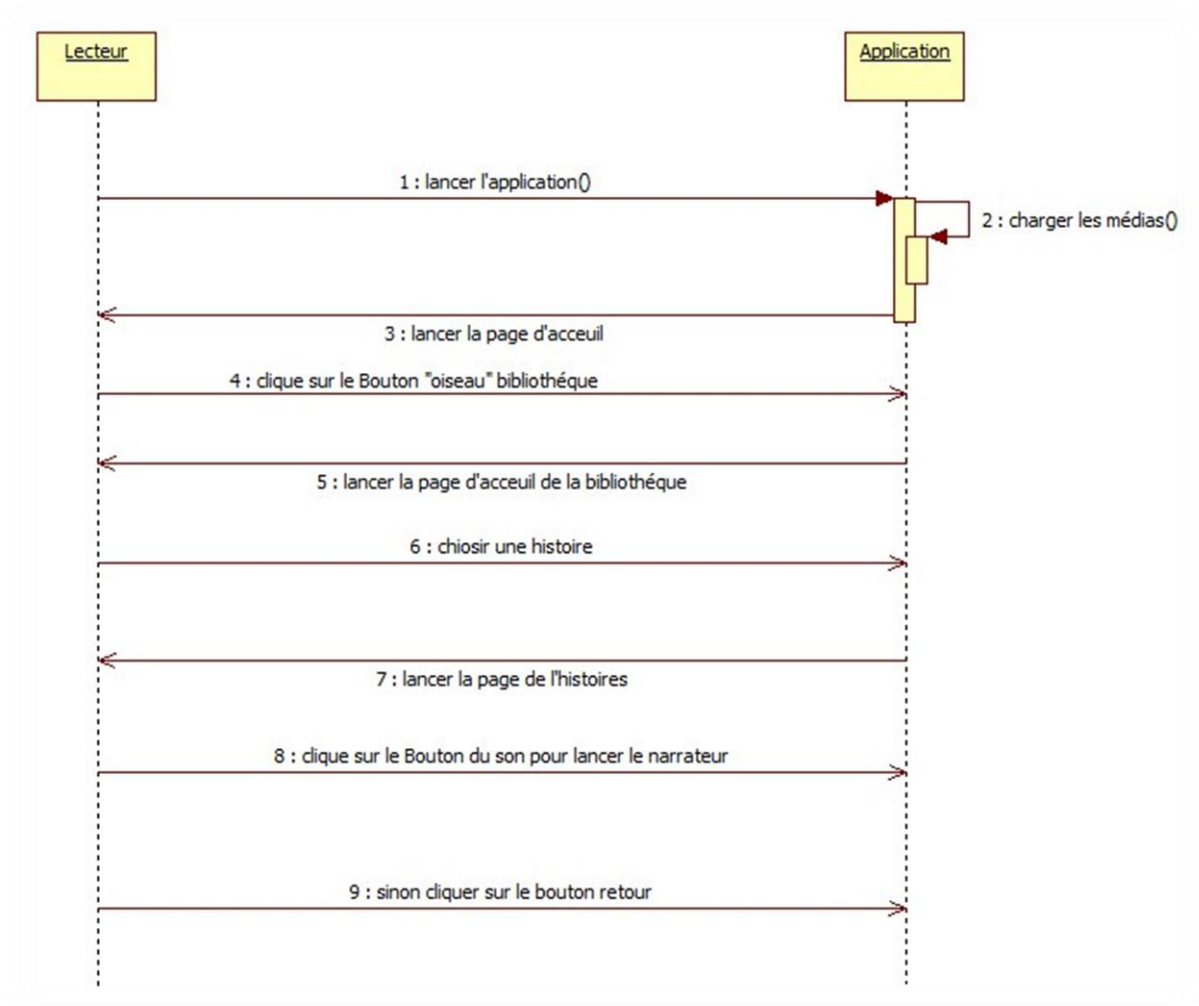 Lecteur
Application
1 : lancer l'application()
2 : charger les médias()
3 : lancer la page d'acceuil
4 : clique sur le Bouton "oiseau" bibliothéque
5 : lancer la page d'acceuil de la bibliothéque
6 : chiosir une histoire
7 : lancer la page de l'histoires
8 : clique sur le Bouton du son pour lancer le narrateur
9 : sinon cliquer sur le bouton retour